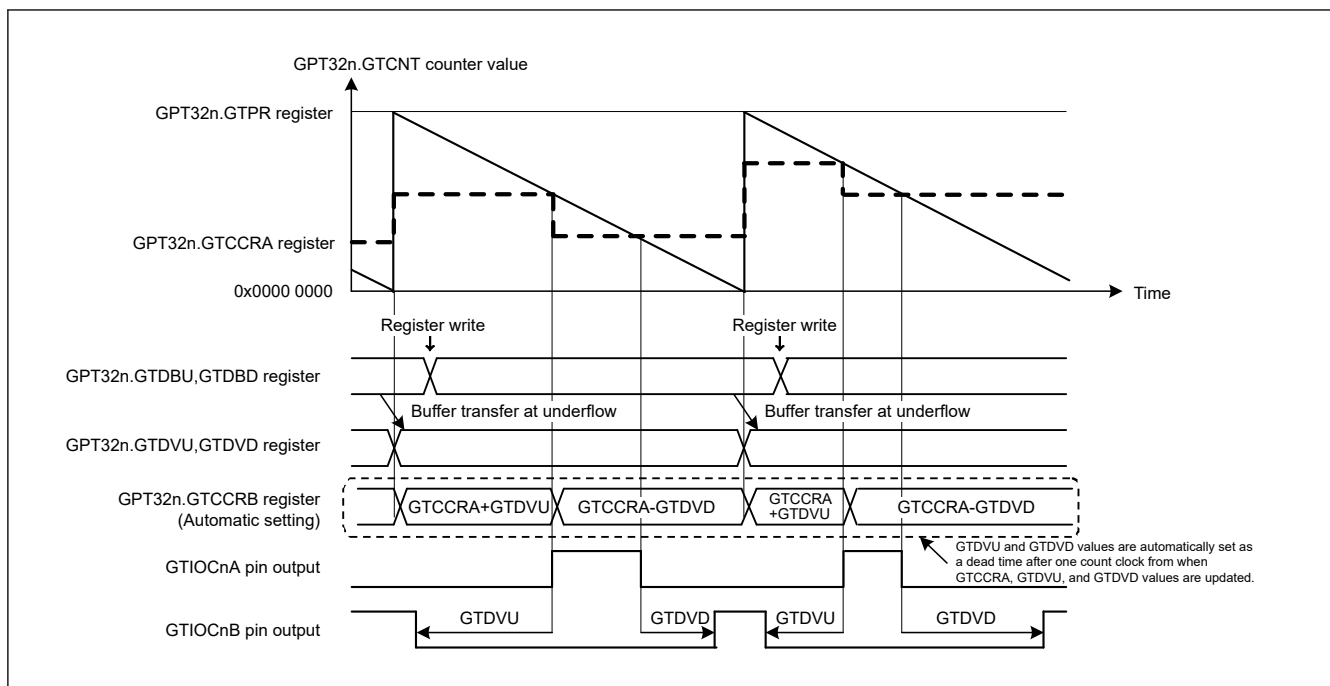 GPT32n.GTCNT counter value
GPT32n.GTPR register
GPT32n.GTCCRA register
0x0000 0000
Time
Register write
Register write
GPT32n.GTDBU,GTDBD register
Buffer transfer at underflow
Buffer transfer at underflow
GPT32n.GTDVU,GTDVD register
GPT32n.GTCCRB register
(Automatic setting)
GTCCRA+GTDVU
GTCCRA-GTDVD
GTCCRA
+GTDVU
GTCCRA-GTDVD
GTDVU and GTDVD values are automatically set as
a dead time after one count clock from when
GTCCRA, GTDVU, and GTDVD values are updated.
GTIOCnA pin output
GTIOCnB pin output
GTDVU
GTDVD
GTDVU
GTDVD